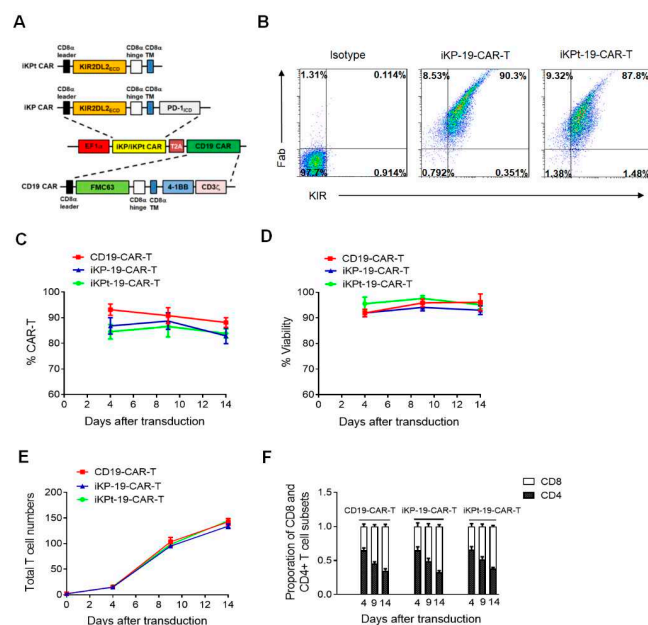 A
CD8α leader
CD8α hinge
CD8α TM
iKPt CAR
KIR2DL2ECD
CD8α leader
CD8α hinge
CD8α TM
iKP CAR
KIR2DL2ECD
PD-1ICD
EF1α
iKP/iKPt CAR
T2A
CD19 CAR
CD19 CAR
FMC63
4-1BB
CD3ζ
CD8α leader
CD8α hinge
CD8α TM
B
Isotype
iKP-19-CAR-T
iKPt-19-CAR-T
1.31%
0.114%
8.53%
90.3%
9.32%
87.8%
97.7%
0.914%
0.792%
0.351%
1.38%
1.48%
Fab
KIR
C
CD19-CAR-T
iKP-19-CAR-T
iKPt-19-CAR-T
% CAR-T
100
90
80
70
60
0 2 4 6 8 10 12 14
Days after transduction
D
CD19-CAR-T
iKP-19-CAR-T
iKPt-19-CAR-T
% Viability
100
90
80
70
60
0 2 4 6 8 10 12 14
Days after transduction
E
CD19-CAR-T
iKP-19-CAR-T
iKPt-19-CAR-T
Total T cell numbers
200
150
100
50
0
0 2 4 6 8 10 12 14
Days after transduction
F
CD8
CD4
CD19-CAR-T
iKP-19-CAR-T
iKPt-19-CAR-T
Proporation of CD8 and
CD4+ T cell subsets
1.5
1.0
0.5
0.0
4 9 14
4 9 14
4 9 14
Days after transduction